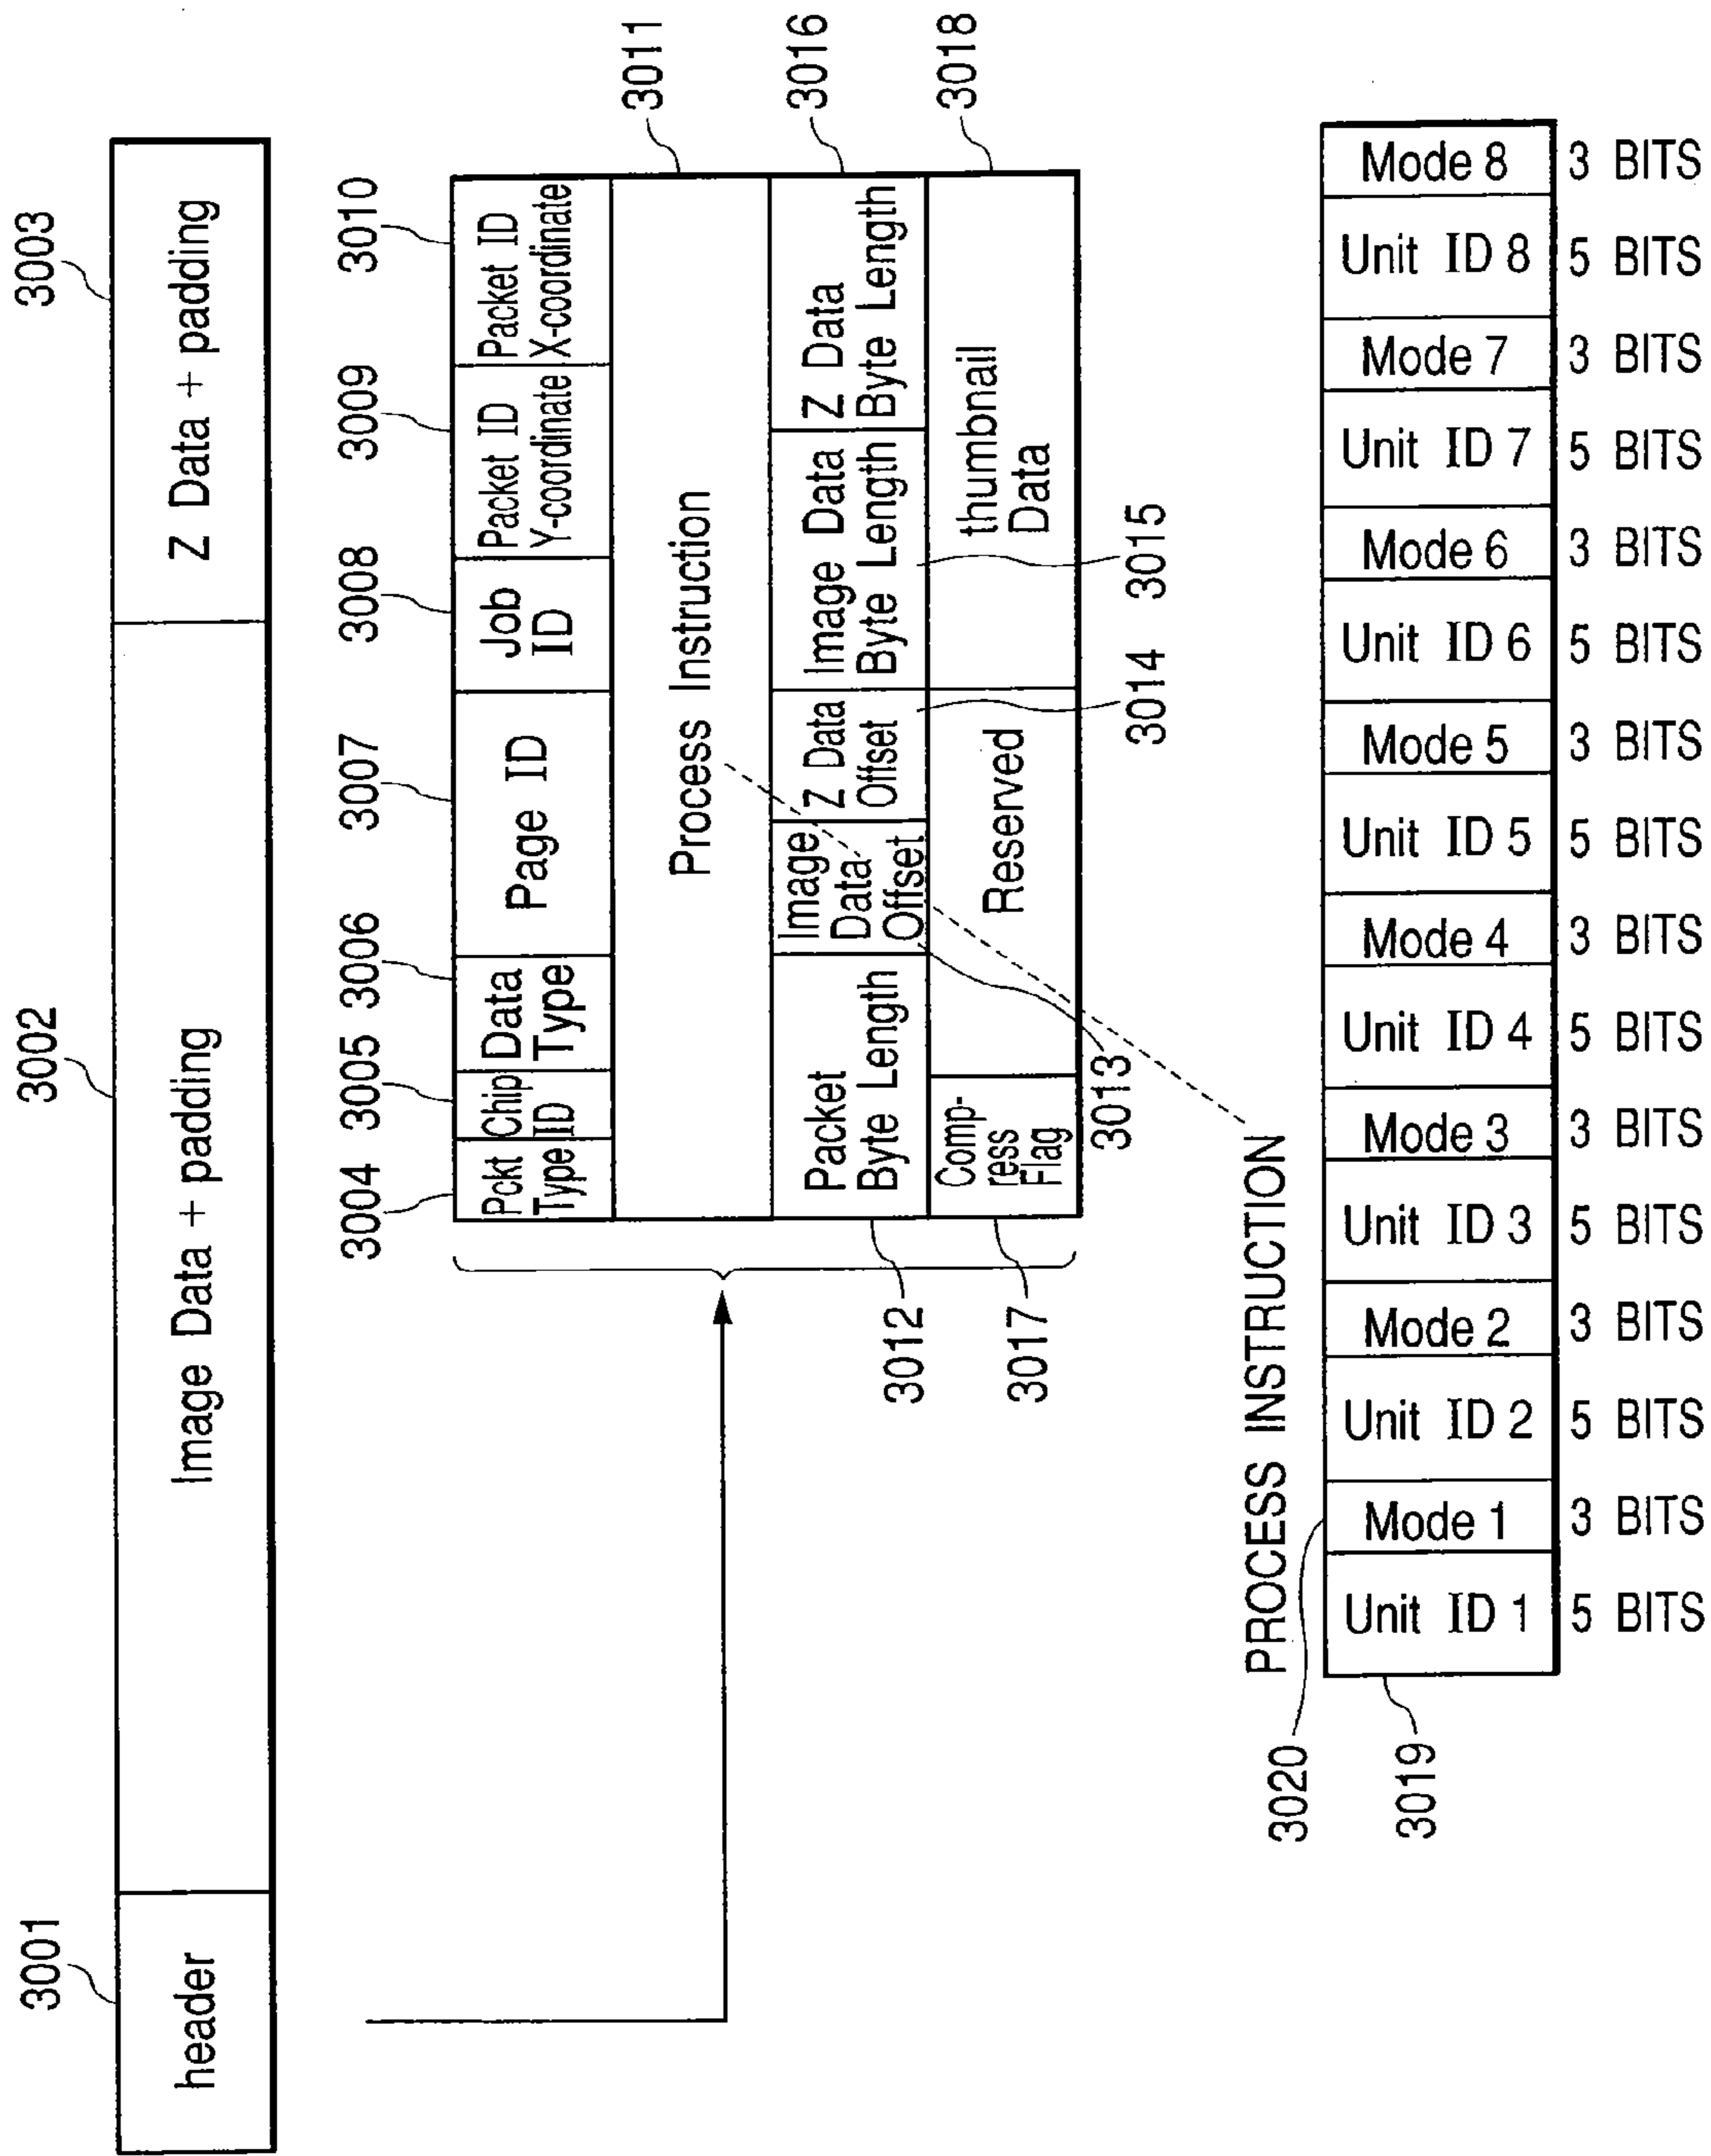 3001
3002
3003
header
Image Data + padding
Z Data + padding
3004
3005
3006
3007
3008
3009
3010
Pckt
Type
Chip
ID
Data
Type
Page ID
Job
ID
Packet ID
Y-coordinate
Packet ID
X-coordinate
Process Instruction
3011
Packet
Byte Length
Image
Data
Offset
Z Data
Offset
Image Data
Byte Length
Z Data
Byte Length
3016
3012
Comp-
ress
Flag
Reserved
thumbnail
Data
3018
3017
3013
3014
3015
PROCESS INSTRUCTION
3020
3019
Unit ID 1
Mode 1
Unit ID 2
Mode 2
Unit ID 3
Mode 3
Unit ID 4
Mode 4
Unit ID 5
Mode 5
Unit ID 6
Mode 6
Unit ID 7
Mode 7
Unit ID 8
Mode 8
5 BITS
3 BITS
5 BITS
3 BITS
5 BITS
3 BITS
5 BITS
3 BITS
5 BITS
3 BITS
5 BITS
3 BITS
5 BITS
3 BITS
5 BITS
3 BITS